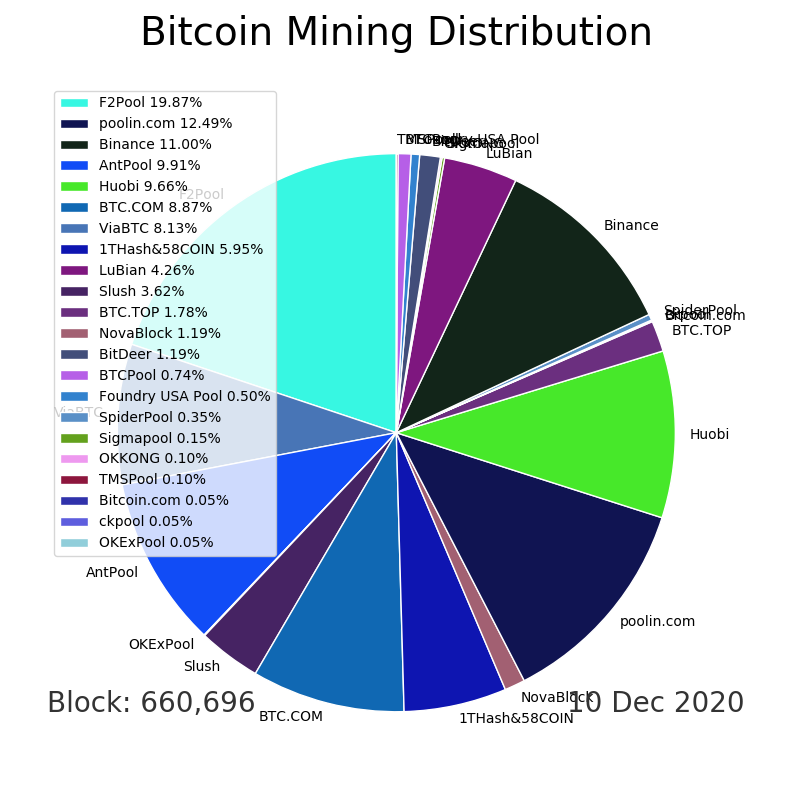 Bitcoin Mining Distribution
F2Pool 19.87%
poolin.com 12.49%
Binance 11.00%
AntPool 9.91%
Huobi 9.66%
BTC.COM 8.87%
ViaBTC 8.13%
1THash&58COIN 5.95%
LuBian 4.26%
Slush 3.62%
BTC.TOP 1.78%
NovaBlock 1.19%
BitDeer 1.19%
BTCPool 0.74%
Foundry USA Pool 0.50%
SpiderPool 0.35%
Sigmapool 0.15%
OKKONG 0.10%
TMSPool 0.10%
Bitcoin.com 0.05%
ckpool 0.05%
OKExPool 0.05%
F2Pool
ViaBTC
AntPool
OKExPool
Slush
BTC.COM
1THash&58COIN
NovaBlock
poolin.com
Huobi
BTC.TOP
SpiderPool
Binance
LuBian
Block: 660,696
10 Dec 2020